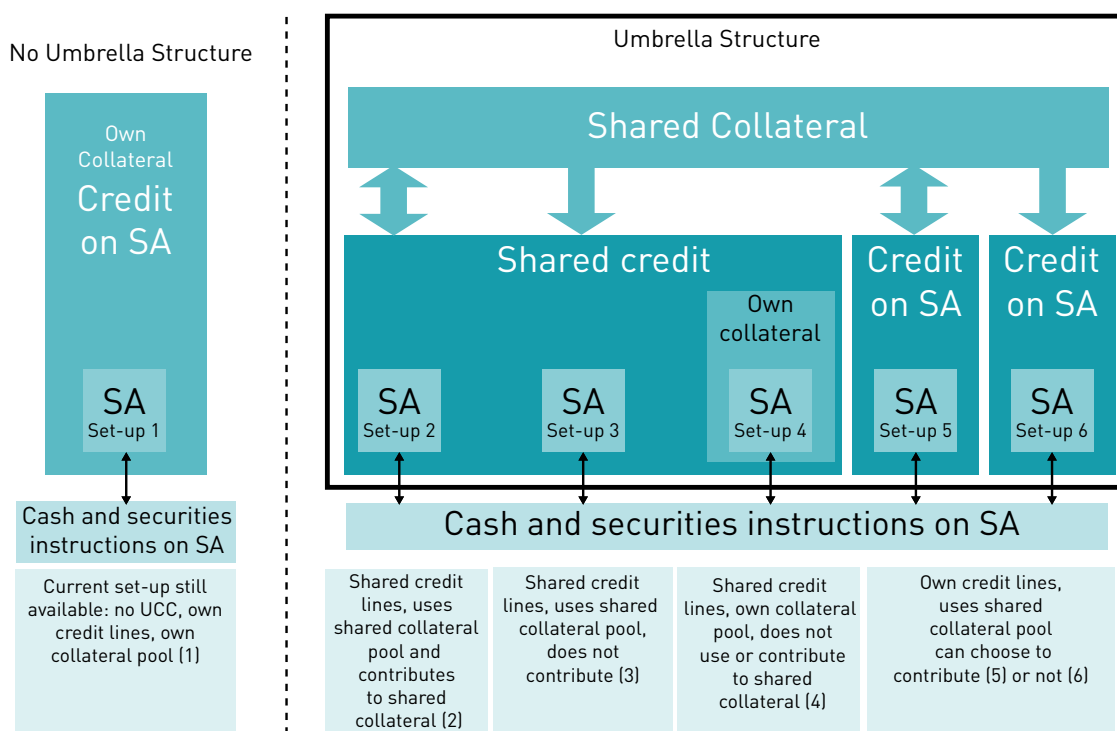 No Umbrella Structure
Own
Collateral
Credit
on SA
SA
Set-up 1
Cash and securities
instructions on SA
Current set-up still
available: no UCC, own
credit lines, own
collateral pool (1)
Umbrella Structure
Shared Collateral
Shared credit
Own
collateral
Credit
on SA
Credit
on SA
SA
Set-up 2
SA
Set-up 3
SA
Set-up 4
SA
Set-up 5
SA
Set-up 6
Cash and securities instructions on SA
Shared credit
lines, uses
shared collateral
pool and
contributes
to shared
collateral (2)
Shared credit
lines, uses shared
collateral pool,
does not
contribute (3)
Shared credit
lines, own collateral
pool, does not
use or contribute
to shared
collateral (4)
Own credit lines,
uses shared
collateral pool
can choose to
contribute (5) or not (6)